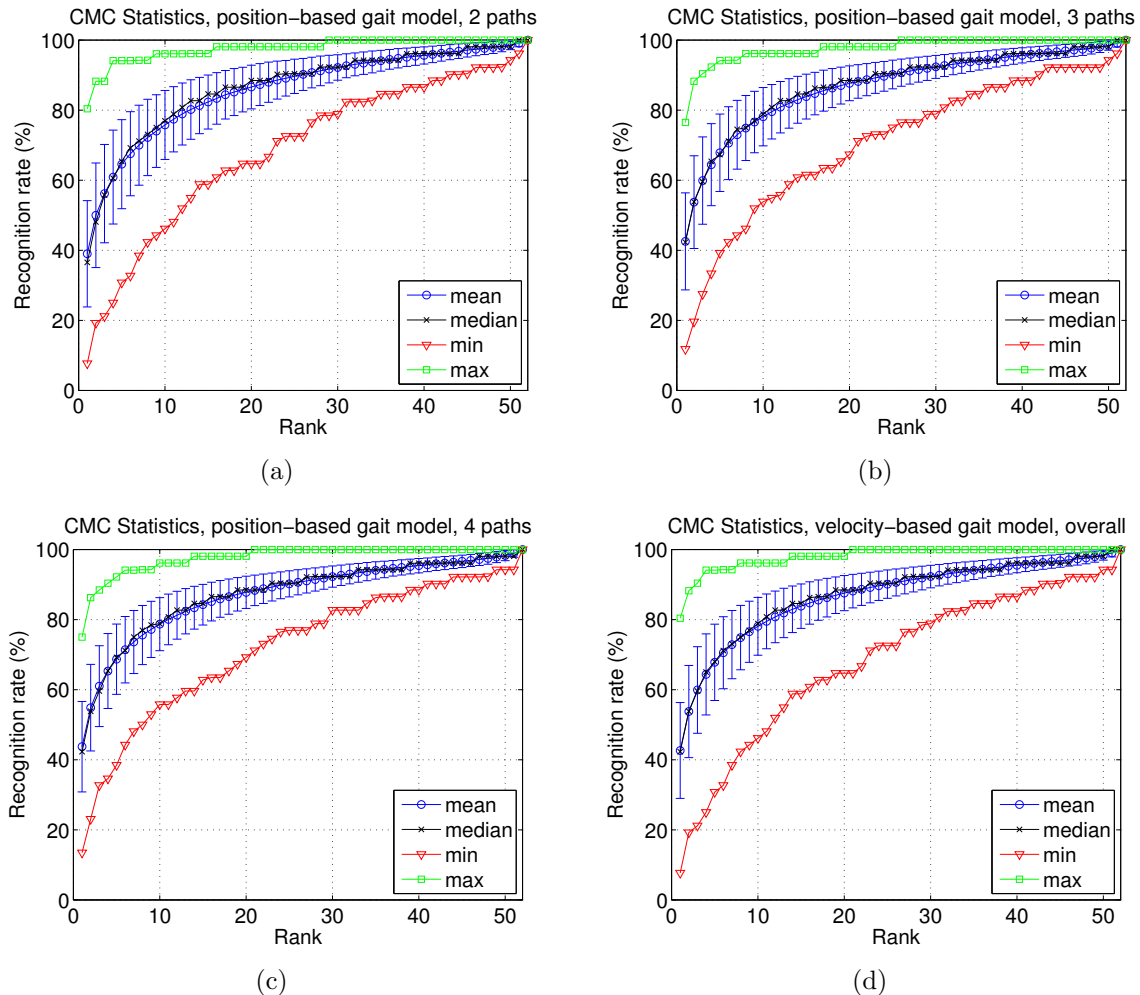 CMC Statistics, position−based gait model, 2 paths
100
80
60
40
20
0
Recognition rate (%)
0 10 20 30 40 50
Rank
mean
median
min
max
(a)
CMC Statistics, position−based gait model, 3 paths
100
80
60
40
20
0
Recognition rate (%)
0 10 20 30 40 50
Rank
mean
median
min
max
(b)
CMC Statistics, position−based gait model, 4 paths
100
80
60
40
20
0
Recognition rate (%)
0 10 20 30 40 50
Rank
mean
median
min
max
(c)
CMC Statistics, velocity−based gait model, overall
100
80
60
40
20
0
Recognition rate (%)
0 10 20 30 40 50
Rank
mean
median
min
max
(d)